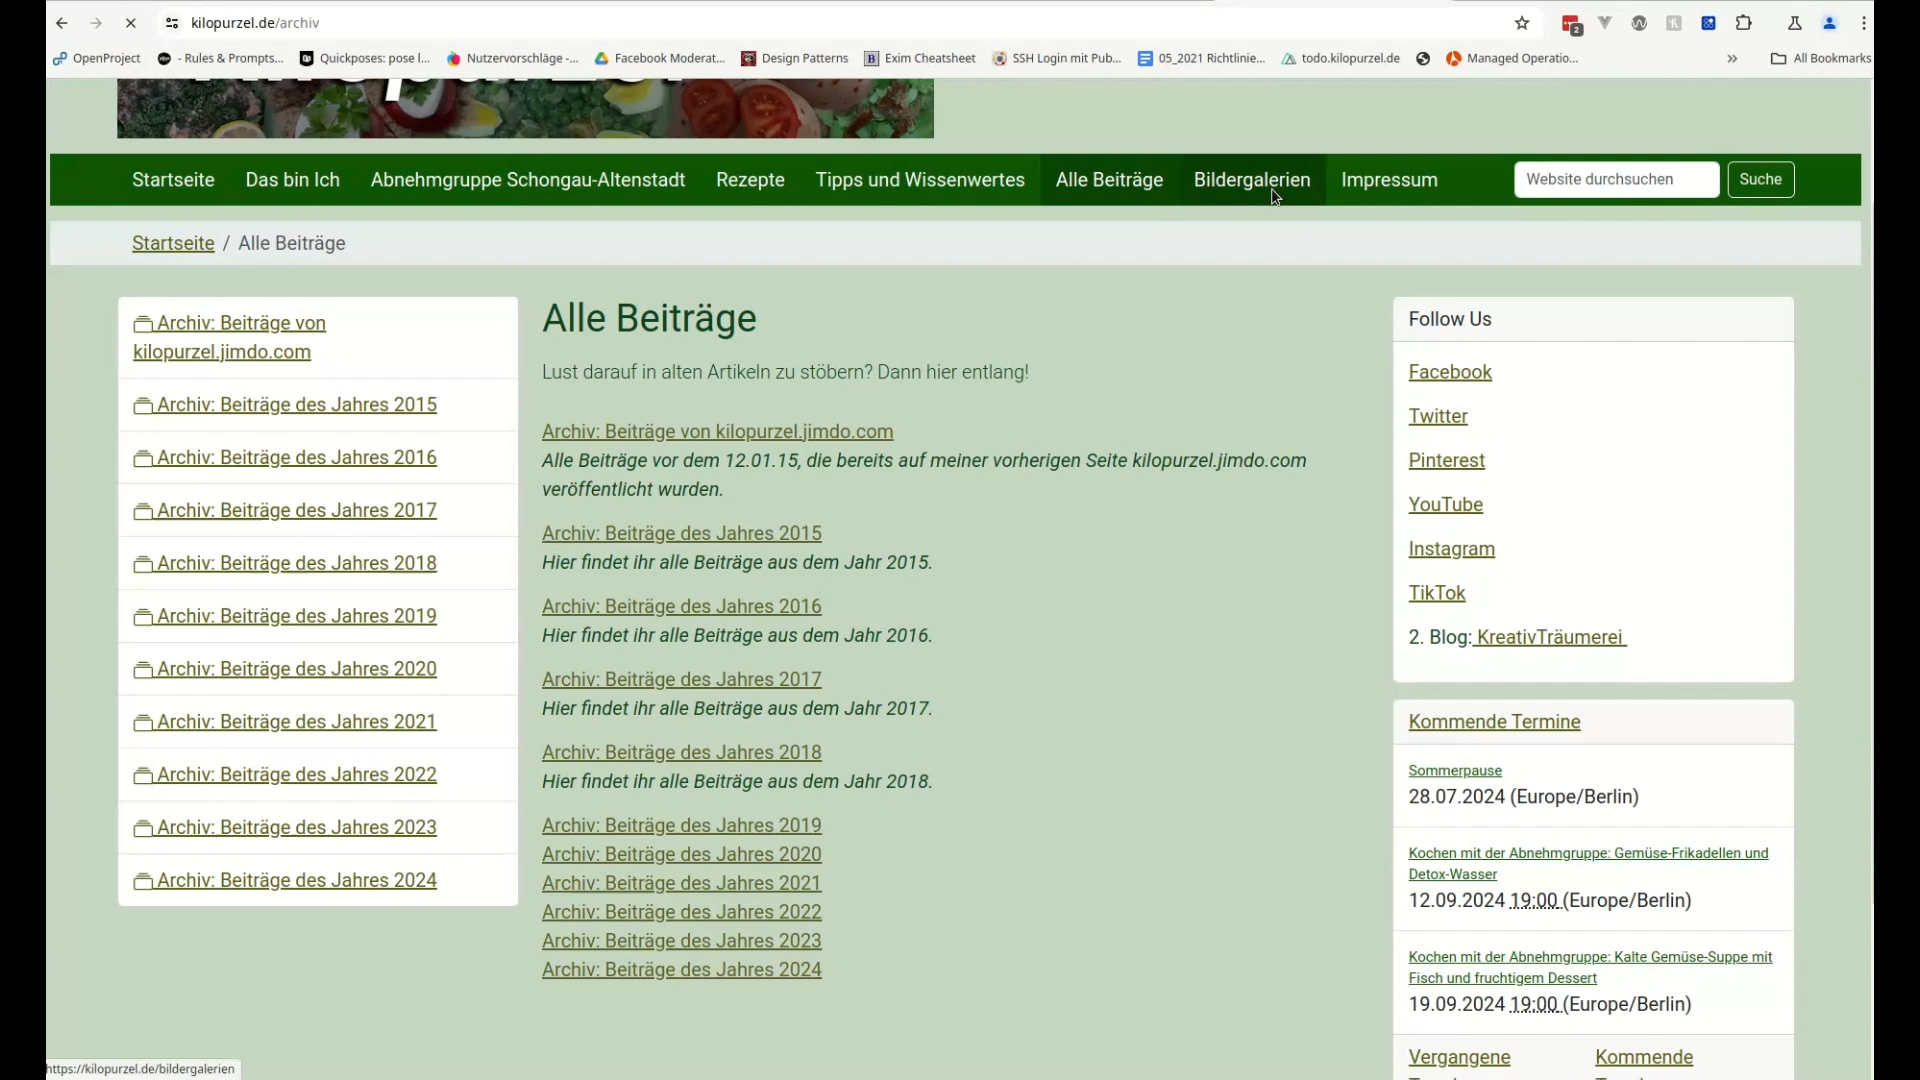 kilopurzel.de/archiv
2
OpenProject
- Rules & Prompts...
Quickposes: pose l...
Nutzervorschläge -...
Facebook Moderat...
Design Patterns
B Exim Cheatsheet
SSH Login mit Pub...
05_2021 Richtlinie...
todo.kilopurzel.de
Managed Operatio...
»
All Bookmarks
Startseite
Das bin Ich
Abnehmgruppe Schongau-Altenstadt
Rezepte
Tipps und Wissenwertes
Alle Beiträge
Bildergalerien
Impressum
Website durchsuchen
Suche
Startseite / Alle Beiträge
Archiv: Beiträge von
kilopurzel.jimdo.com
Archiv: Beiträge des Jahres 2015
Archiv: Beiträge des Jahres 2016
Archiv: Beiträge des Jahres 2017
Archiv: Beiträge des Jahres 2018
Archiv: Beiträge des Jahres 2019
Archiv: Beiträge des Jahres 2020
Archiv: Beiträge des Jahres 2021
Archiv: Beiträge des Jahres 2022
Archiv: Beiträge des Jahres 2023
Archiv: Beiträge des Jahres 2024
Alle Beiträge
Lust darauf in alten Artikeln zu stöbern? Dann hier entlang!
Archiv: Beiträge von kilopurzel.jimdo.com
Alle Beiträge vor dem 12.01.15, die bereits auf meiner vorherigen Seite kilopurzel.jimdo.com
veröffentlicht wurden.
Archiv: Beiträge des Jahres 2015
Hier findet ihr alle Beiträge aus dem Jahr 2015.
Archiv: Beiträge des Jahres 2016
Hier findet ihr alle Beiträge aus dem Jahr 2016.
Archiv: Beiträge des Jahres 2017
Hier findet ihr alle Beiträge aus dem Jahr 2017.
Archiv: Beiträge des Jahres 2018
Hier findet ihr alle Beiträge aus dem Jahr 2018.
Archiv: Beiträge des Jahres 2019
Archiv: Beiträge des Jahres 2020
Archiv: Beiträge des Jahres 2021
Archiv: Beiträge des Jahres 2022
Archiv: Beiträge des Jahres 2023
Archiv: Beiträge des Jahres 2024
Follow Us
Facebook
Twitter
Pinterest
YouTube
Instagram
TikTok
2. Blog: KreativTräumerei
Kommende Termine
Sommerpause
28.07.2024 (Europe/Berlin)
Kochen mit der Abnehmgruppe: Gemüse-Frikadellen und
Detox-Wasser
12.09.2024 19:00 (Europe/Berlin)
Kochen mit der Abnehmgruppe: Kalte Gemüse-Suppe mit
Fisch und fruchtigem Dessert
19.09.2024 19:00 (Europe/Berlin)
Vergangene
Kommende
https://kilopurzel.de/bildergalerien